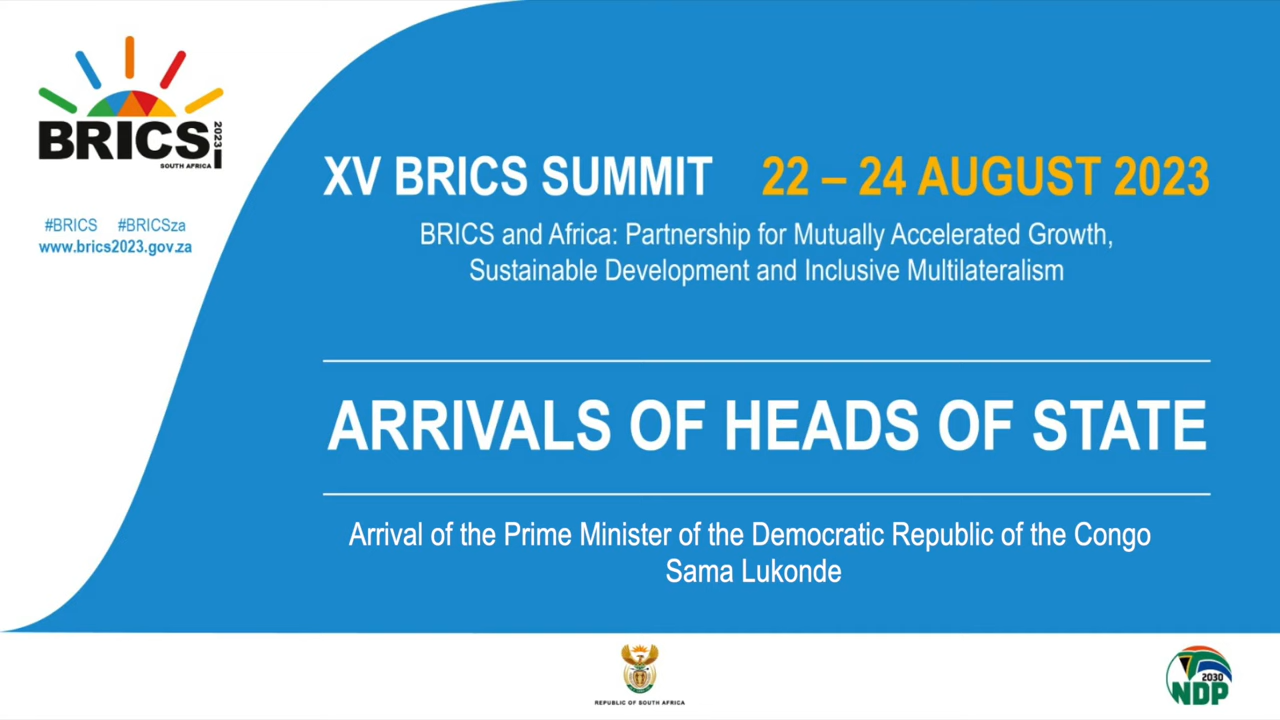 BRICS
2023
SOUTH AFRICA
#BRICS #BRICSza
www.brics2023.gov.za
XV BRICS SUMMIT 22 – 24 AUGUST 2023
BRICS and Africa: Partnership for Mutually Accelerated Growth,
Sustainable Development and Inclusive Multilateralism
ARRIVALS OF HEADS OF STATE
Arrival of the Prime Minister of the Democratic Republic of the Congo
Sama Lukonde
REPUBLIC OF SOUTH AFRICA
2030
NDP